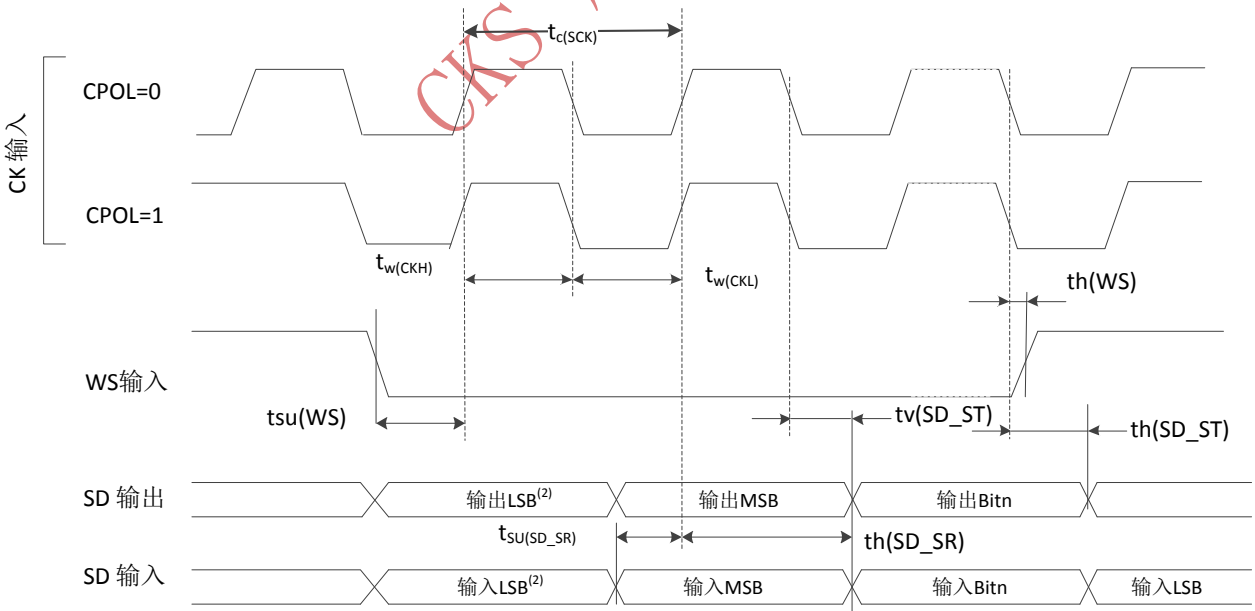 CKS
tc(SCK)
CK 输入
CPOL=0
CPOL=1
tw(CKH)
tw(CKL)
th(WS)
WS输入
tsu(WS)
tv(SD_ST)
th(SD_ST)
SD 输出
输出LSB(2)
输出MSB
输出Bitn
tSU(SD_SR)
th(SD_SR)
SD 输入
输入LSB(2)
输入MSB
输入Bitn
输入LSB